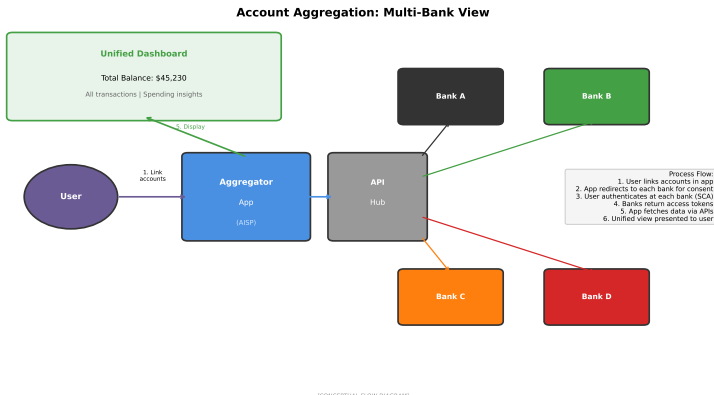 Account Aggregation: Multi-Bank View
Unified Dashboard
Total Balance: $45,230
All transactions | Spending insights
5. Display
Bank A
Bank B
1. Link
accounts
User
Aggregator
App
(AISP)
API
Hub
Process Flow:
1. User links accounts in app
2. App redirects to each bank for consent
3. User authenticates at each bank (SCA)
4. Banks return access tokens
5. App fetches data via APIs
6. Unified view presented to user
Bank C
Bank D